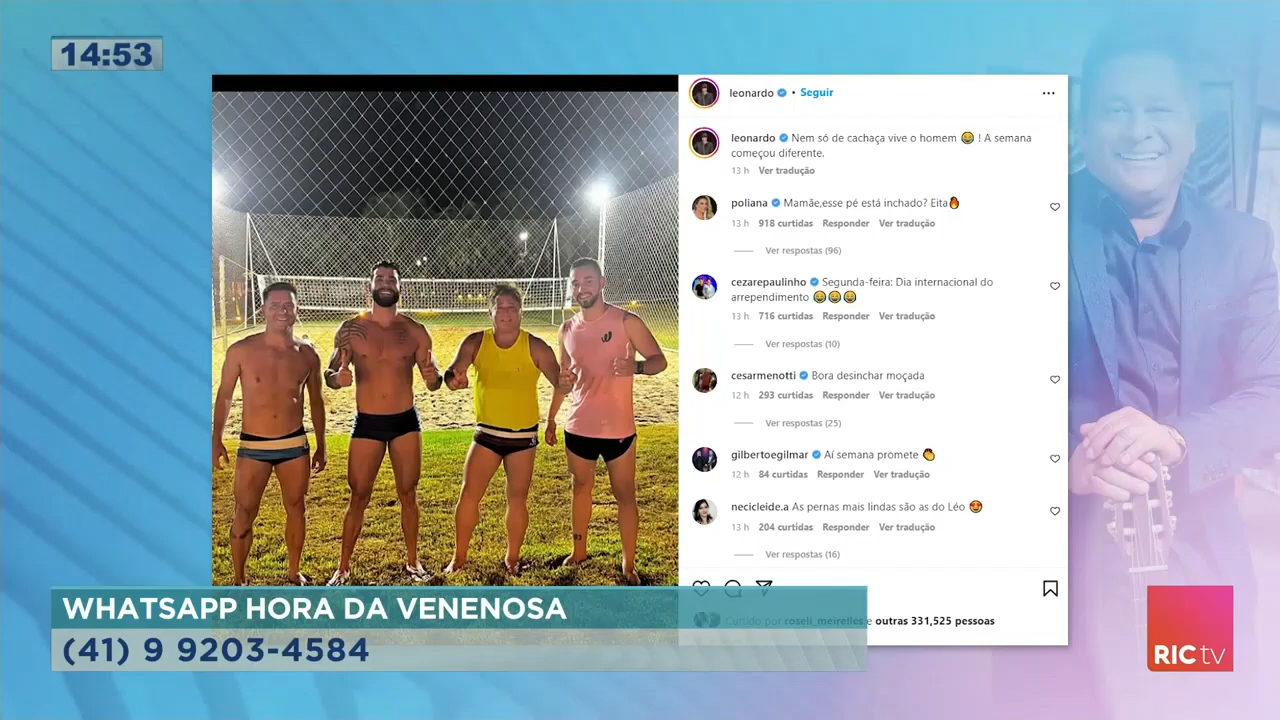 14:53
leonardo • Seguir
leonardo Nem só de cachaça vive o homem 😂 ! A semana
começou diferente.
13 h Ver tradução
poliana Mamãe,esse pé está inchado? Eita🔥
13 h 918 curtidas Responder Ver tradução
Ver respostas (96)
cezarepaulinho Segunda-feira: Dia internacional do
arrependimento 😂😂😂
13 h 716 curtidas Responder Ver tradução
Ver respostas (10)
cesarmenotti Bora desinchar moçada
12 h 293 curtidas Responder Ver tradução
Ver respostas (25)
gilbertoegilmar Aí semana promete 👏
12 h 84 curtidas Responder Ver tradução
necicleide.a As pernas mais lindas são as do Léo 😍
13 h 204 curtidas Responder Ver tradução
Ver respostas (16)
Curtido por roseli_meirelles e outras 331,525 pessoas
WHATSAPP HORA DA VENENOSA
(41) 9 9203-4584
RICtv